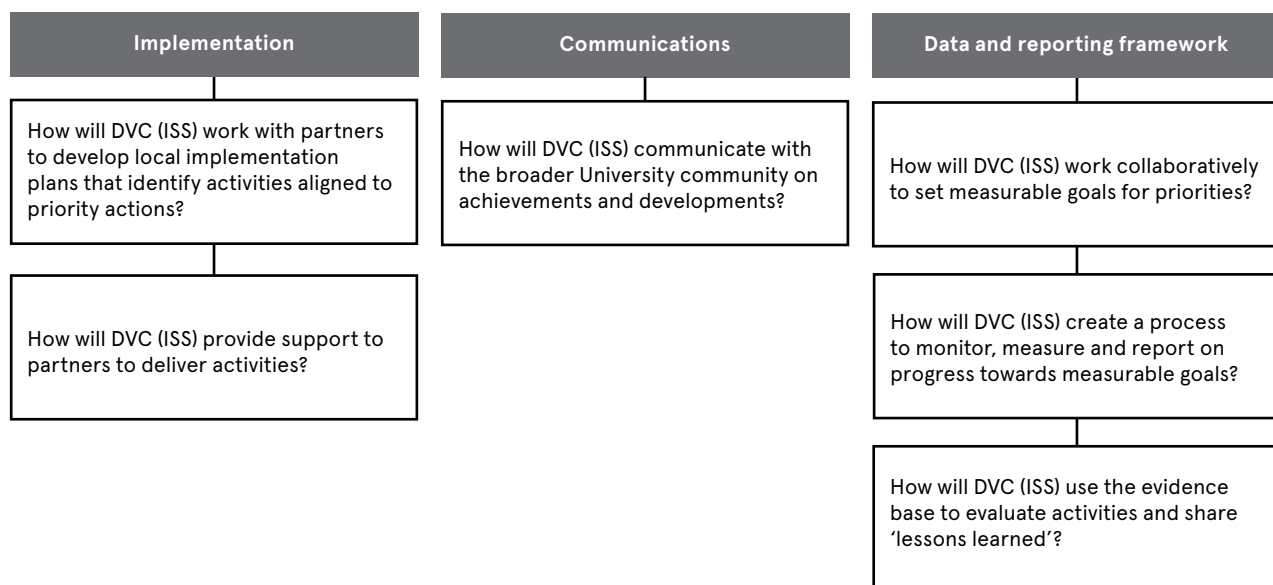 Implementation
How will DVC (ISS) work with partners
to develop local implementation
plans that identify activities aligned to
priority actions?
How will DVC (ISS) provide support to
partners to deliver activities?
Communications
How will DVC (ISS) communicate with
the broader University community on
achievements and developments?
Data and reporting framework
How will DVC (ISS) work collaboratively
to set measurable goals for priorities?
How will DVC (ISS) create a process
to monitor, measure and report on
progress towards measurable goals?
How will DVC (ISS) use the evidence
base to evaluate activities and share
‘lessons learned’?